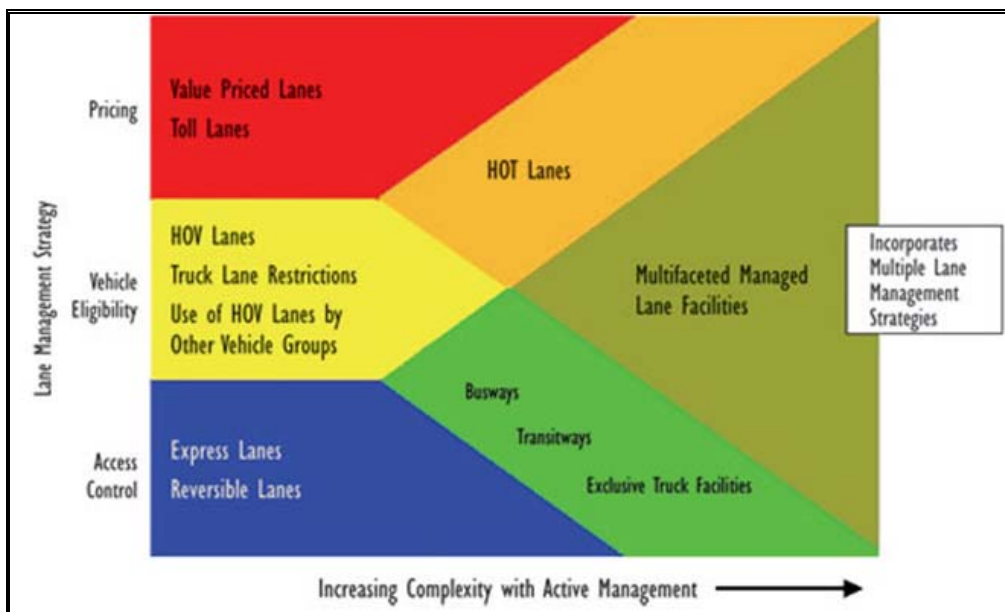 Lane Management Strategy
Pricing
Vehicle
Eligibility
Access
Control
Value Priced Lanes
Toll Lanes
HOV Lanes
Truck Lane Restrictions
Use of HOV Lanes by
Other Vehicle Groups
Express Lanes
Reversible Lanes
HOT Lanes
Busways
Transitways
Exclusive Truck Facilities
Multifaceted Managed
Lane Facilities
Incorporates
Multiple Lane
Management
Strategies
Increasing Complexity with Active Management